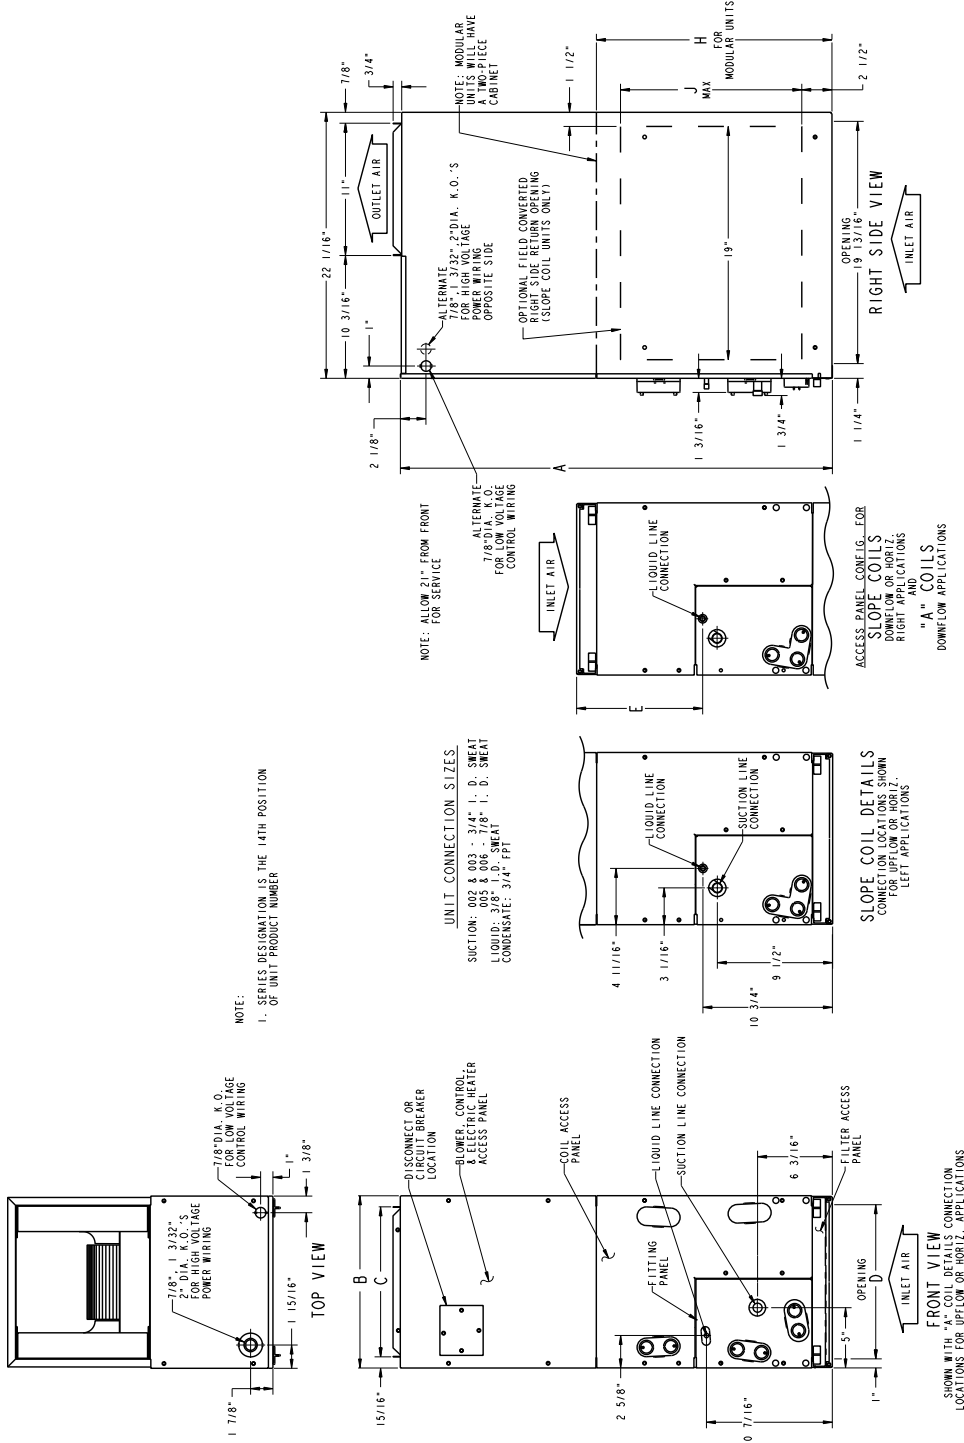 22 1/16"
10 3/16"
11"
7/8"
3/4"
1"
2 1/8"
OUTLET AIR
ALTERNATE
7/8", 1 3/32", 2"DIA. K.O.'S
FOR HIGH VOLTAGE
POWER WIRING
OPPOSITE SIDE
NOTE: MODULAR
UNITS WILL HAVE
A TWO-PIECE
CABINET
OPTIONAL FIELD CONVERTED
RIGHT SIDE RETURN OPENING
(SLOPE COIL UNITS ONLY)
1 1/2"
H
FOR
MODULAR UNITS
J
MAX
2 1/2"
19"
A
1 3/16"
1 3/4"
1 1/4"
OPENING
19 13/16"
RIGHT SIDE VIEW
INLET AIR
ALTERNATE
7/8"DIA. K.O.
FOR LOW VOLTAGE
CONTROL WIRING
NOTE: ALLOW 21" FROM FRONT
FOR SERVICE
INLET AIR
LIQUID LINE
CONNECTION
E
ACCESS PANEL CONFIG. FOR
SLOPE COILS
DOWNFLOW OR HORIZ.
RIGHT APPLICATIONS
AND
"A" COILS
DOWNFLOW APPLICATIONS
UNIT CONNECTION SIZES
SUCTION: 002 & 003 - 3/4" I. D. SWEAT
005 & 006 - 7/8" I. D. SWEAT
LIQUID: 3/8" I.D. SWEAT
CONDENSATE: 3/4" FPT
LIQUID LINE
CONNECTION
SUCTION LINE
CONNECTION
4 11/16"
3 1/16"
9 1/2"
10 3/4"
SLOPE COIL DETAILS
CONNECTION LOCATIONS SHOWN
FOR UPFLOW OR HORIZ.
LEFT APPLICATIONS
NOTE:
1. SERIES DESIGNATION IS THE 14TH POSITION
OF UNIT PRODUCT NUMBER
7/8"DIA. K.O.
FOR LOW VOLTAGE
CONTROL WIRING
1"
1 3/8"
7/8", 1 3/32"
2" DIA. K.O.'S
FOR HIGH VOLTAGE
POWER WIRING
1 7/8"
1 15/16"
TOP VIEW
B
C
15/16"
DISCONNECT OR
CIRCUIT BREAKER
LOCATION
BLOWER, CONTROL,
& ELECTRIC HEATER
ACCESS PANEL
COIL ACCESS
PANEL
LIQUID LINE CONNECTION
SUCTION LINE CONNECTION
FITTING
PANEL
2 5/8"
0 7/16"
6 3/16"
FILTER ACCESS
PANEL
5"
1"
OPENING
D
INLET AIR
FRONT VIEW
SHOWN WITH "A" COIL DETAILS CONNECTION
LOCATIONS FOR UPFLOW OR HORIZ. APPLICATIONS